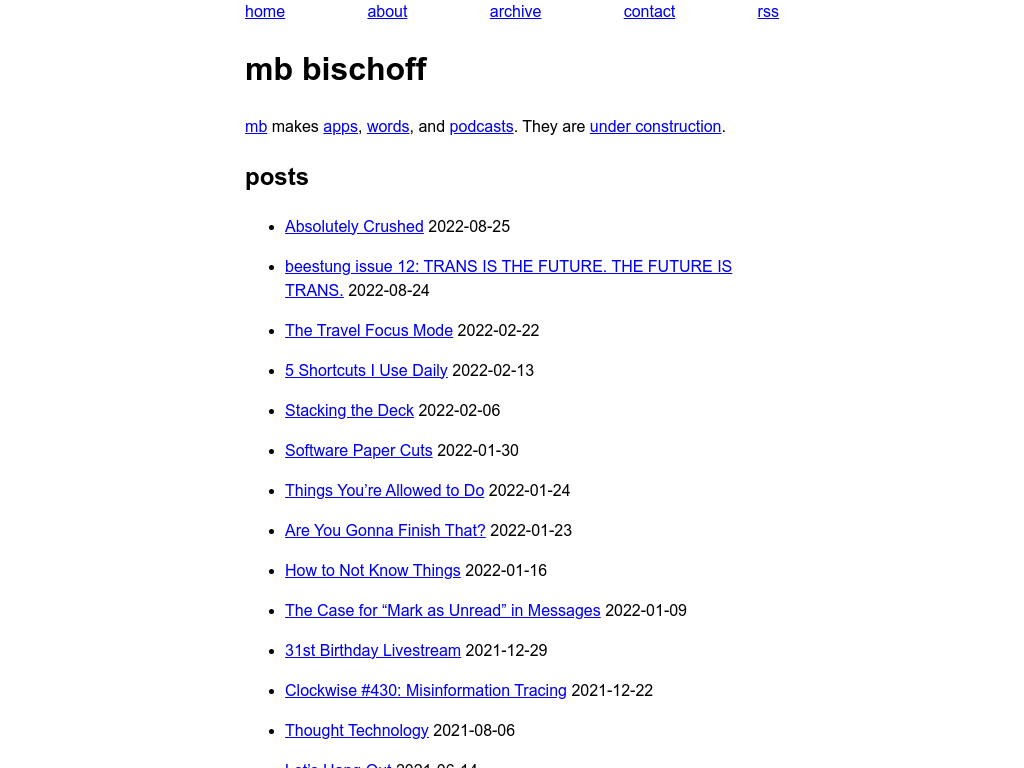 home about archive contact rss
mb bischoff
mb makes apps, words, and podcasts. They are under construction.
posts
Absolutely Crushed 2022-08-25
beestung issue 12: TRANS IS THE FUTURE. THE FUTURE IS
TRANS. 2022-08-24
The Travel Focus Mode 2022-02-22
5 Shortcuts I Use Daily 2022-02-13
Stacking the Deck 2022-02-06
Software Paper Cuts 2022-01-30
Things You’re Allowed to Do 2022-01-24
Are You Gonna Finish That? 2022-01-23
How to Not Know Things 2022-01-16
The Case for “Mark as Unread” in Messages 2022-01-09
31st Birthday Livestream 2021-12-29
Clockwise #430: Misinformation Tracing 2021-12-22
Thought Technology 2021-08-06
Let’s Hang Out 2021-06-14